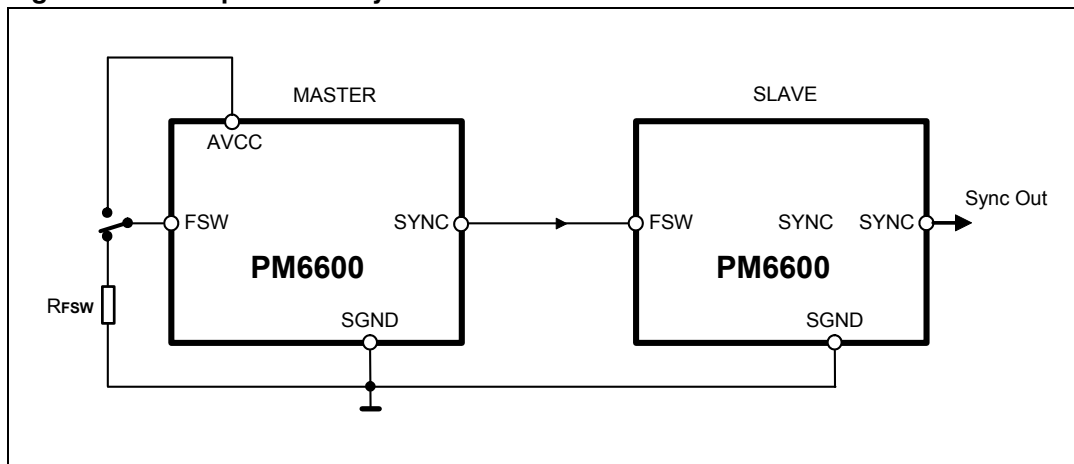 MASTER
SLAVE
AVCC
Sync Out
FSW
SYNC
FSW
SYNC
SYNC
PM6600
PM6600
RFSW
SGND
SGND